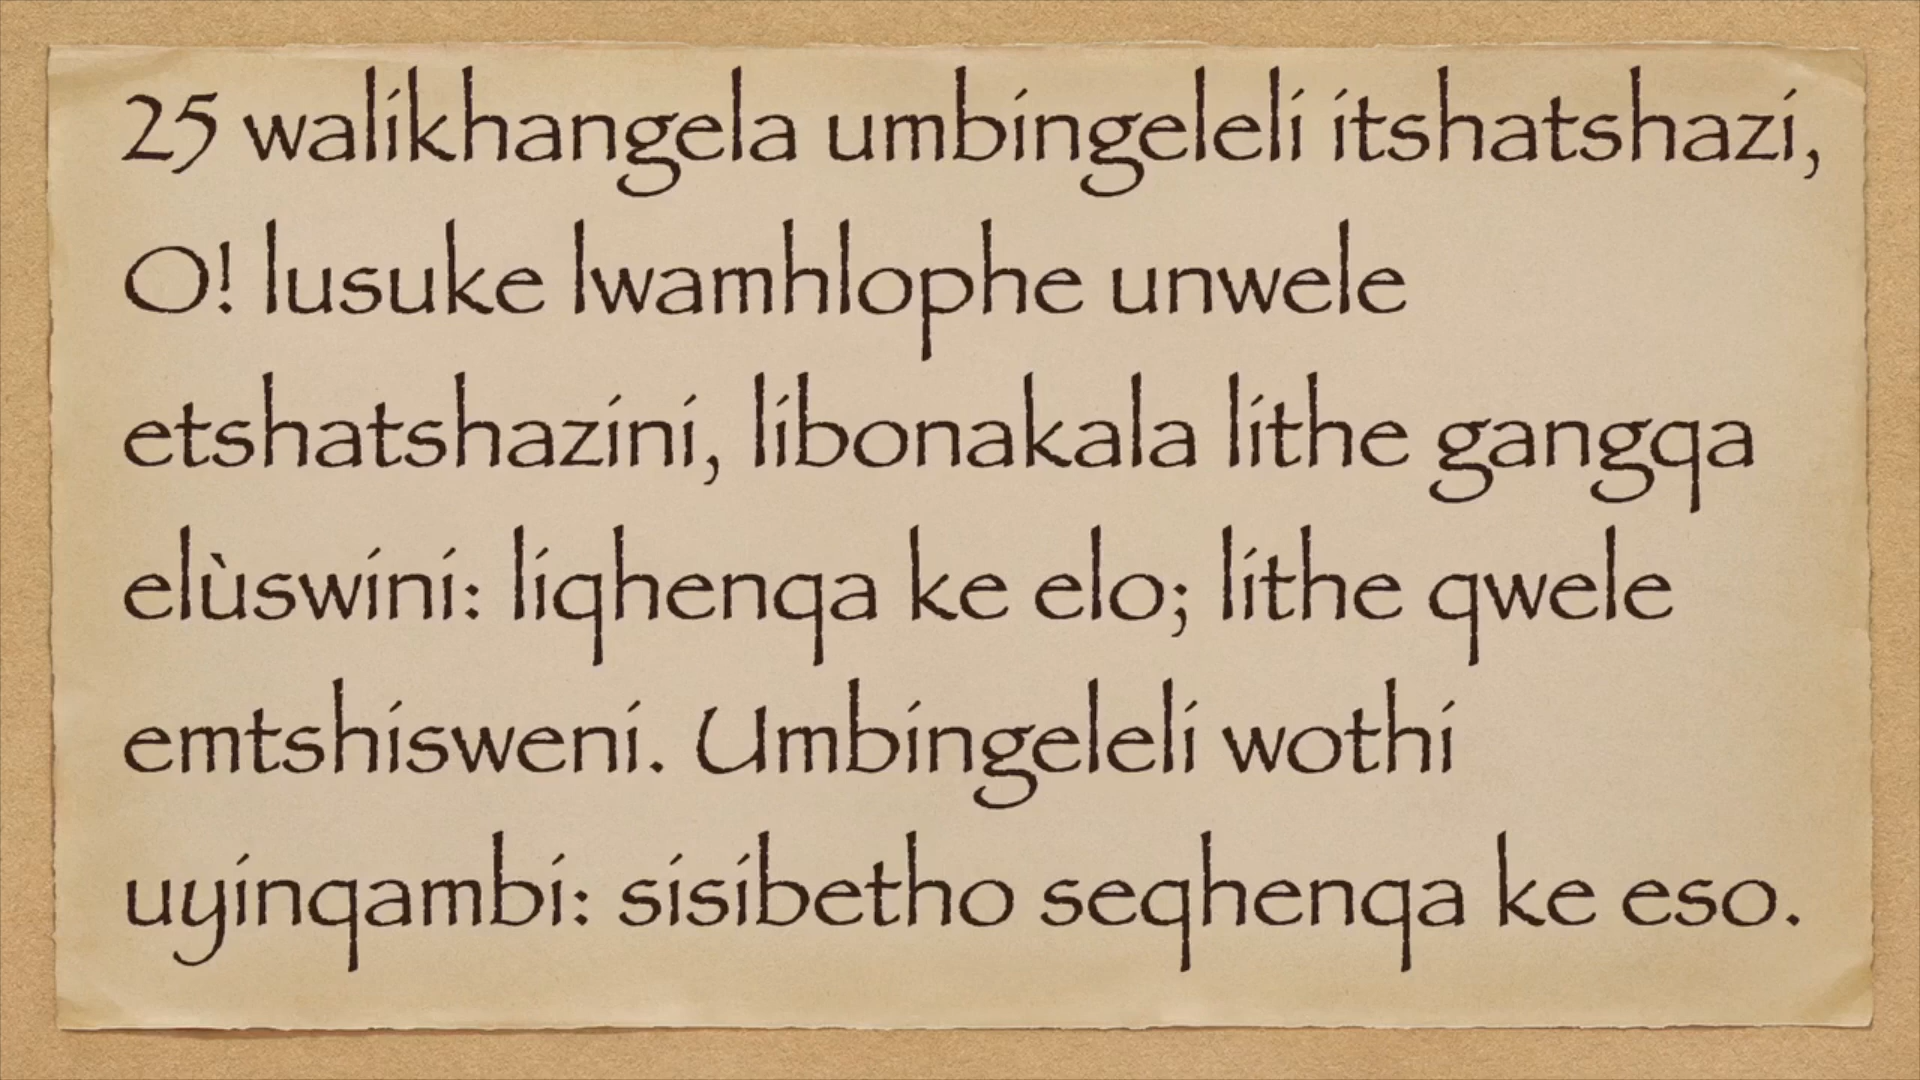 25 walikhangela umbingeleli itshatshazi,
O! lusuke lwamhlophe unwele
etshatshazini, libonakala lithe gangqa
elùswini: liqhenqa ke elo; lithe qwele
emtshisweni. Umbingeleli wothi
uyinqambi: sisibetho seqhenqa ke eso.